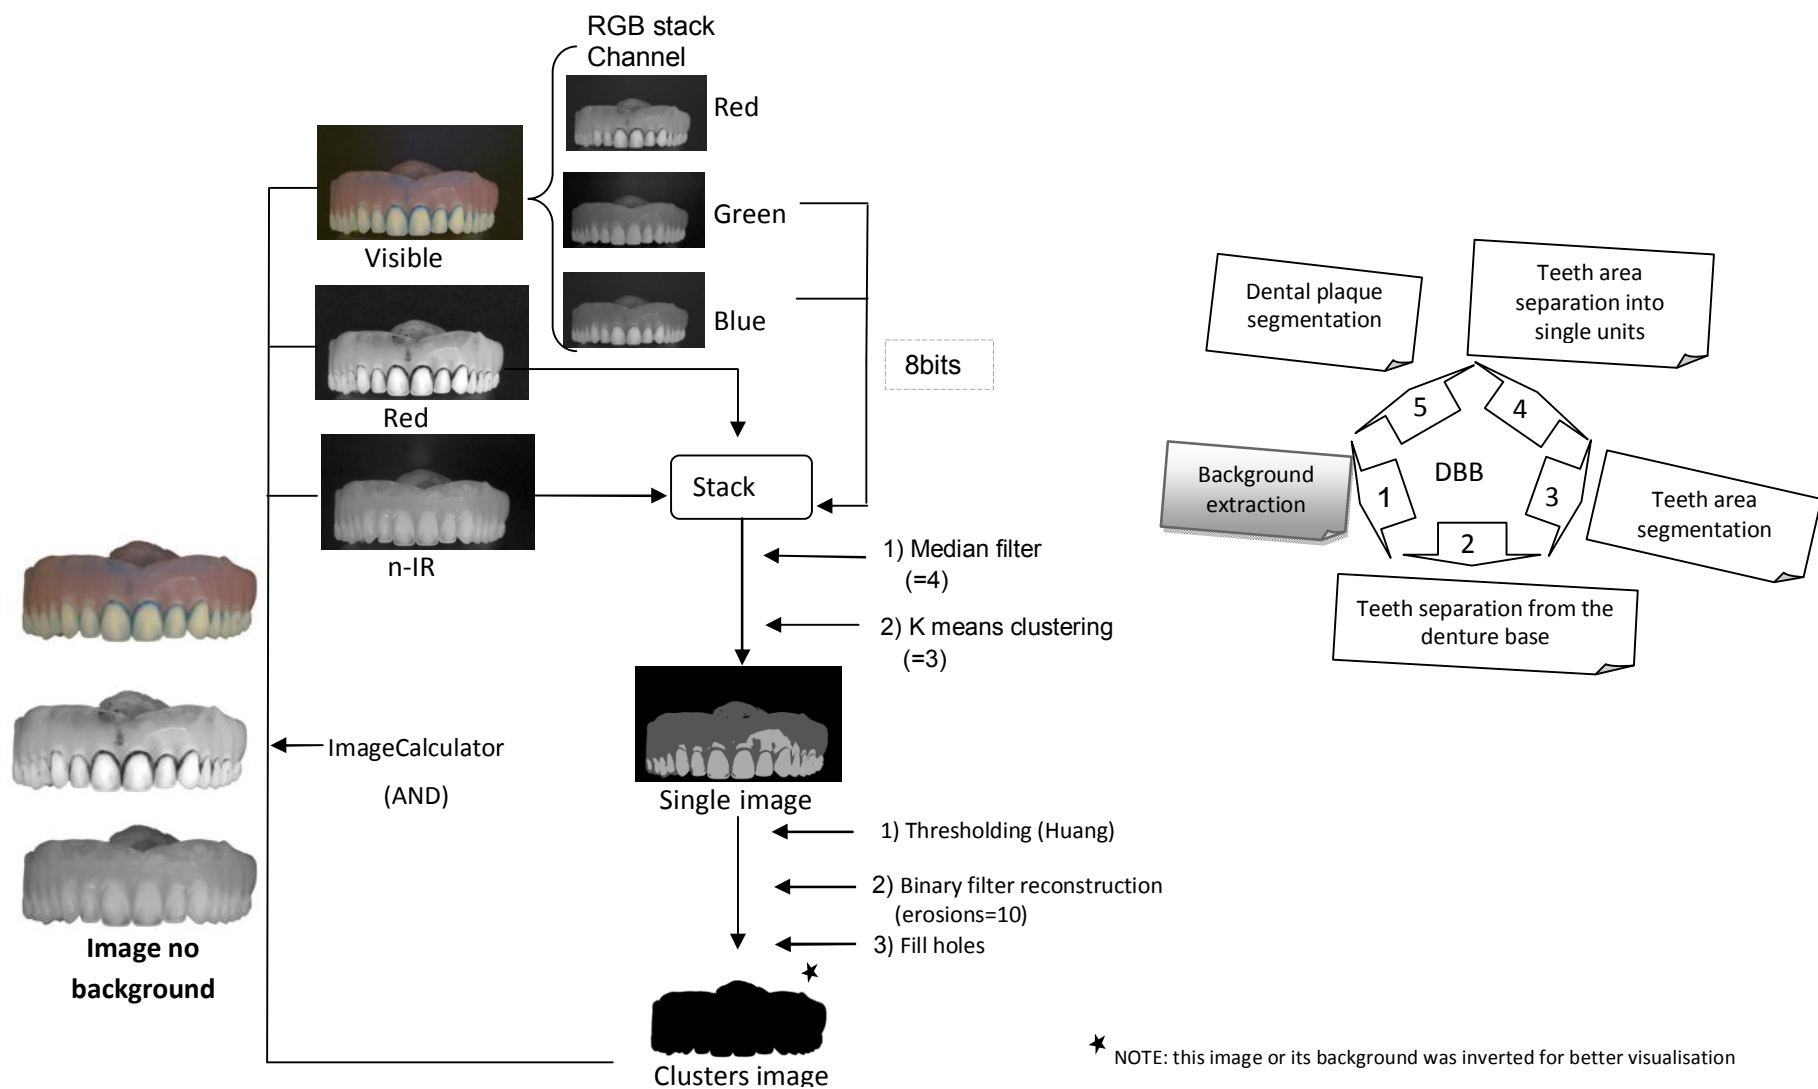 RGB stack
Channel
Red
Green
Blue
Visible
Red
n-IR
8bits
Stack
1) Median filter
(=4)
2) K means clustering
(=3)
Single image
1) Thresholding (Huang)
2) Binary filter reconstruction
(erosions=10)
3) Fill holes
Clusters image
ImageCalculator
(AND)
Image no
background
Dental plaque
segmentation
Teeth area
separation into
single units
5
4
Background
extraction
1
DBB
3
Teeth area
segmentation
2
Teeth separation from the
denture base
NOTE: this image or its background was inverted for better visualisation